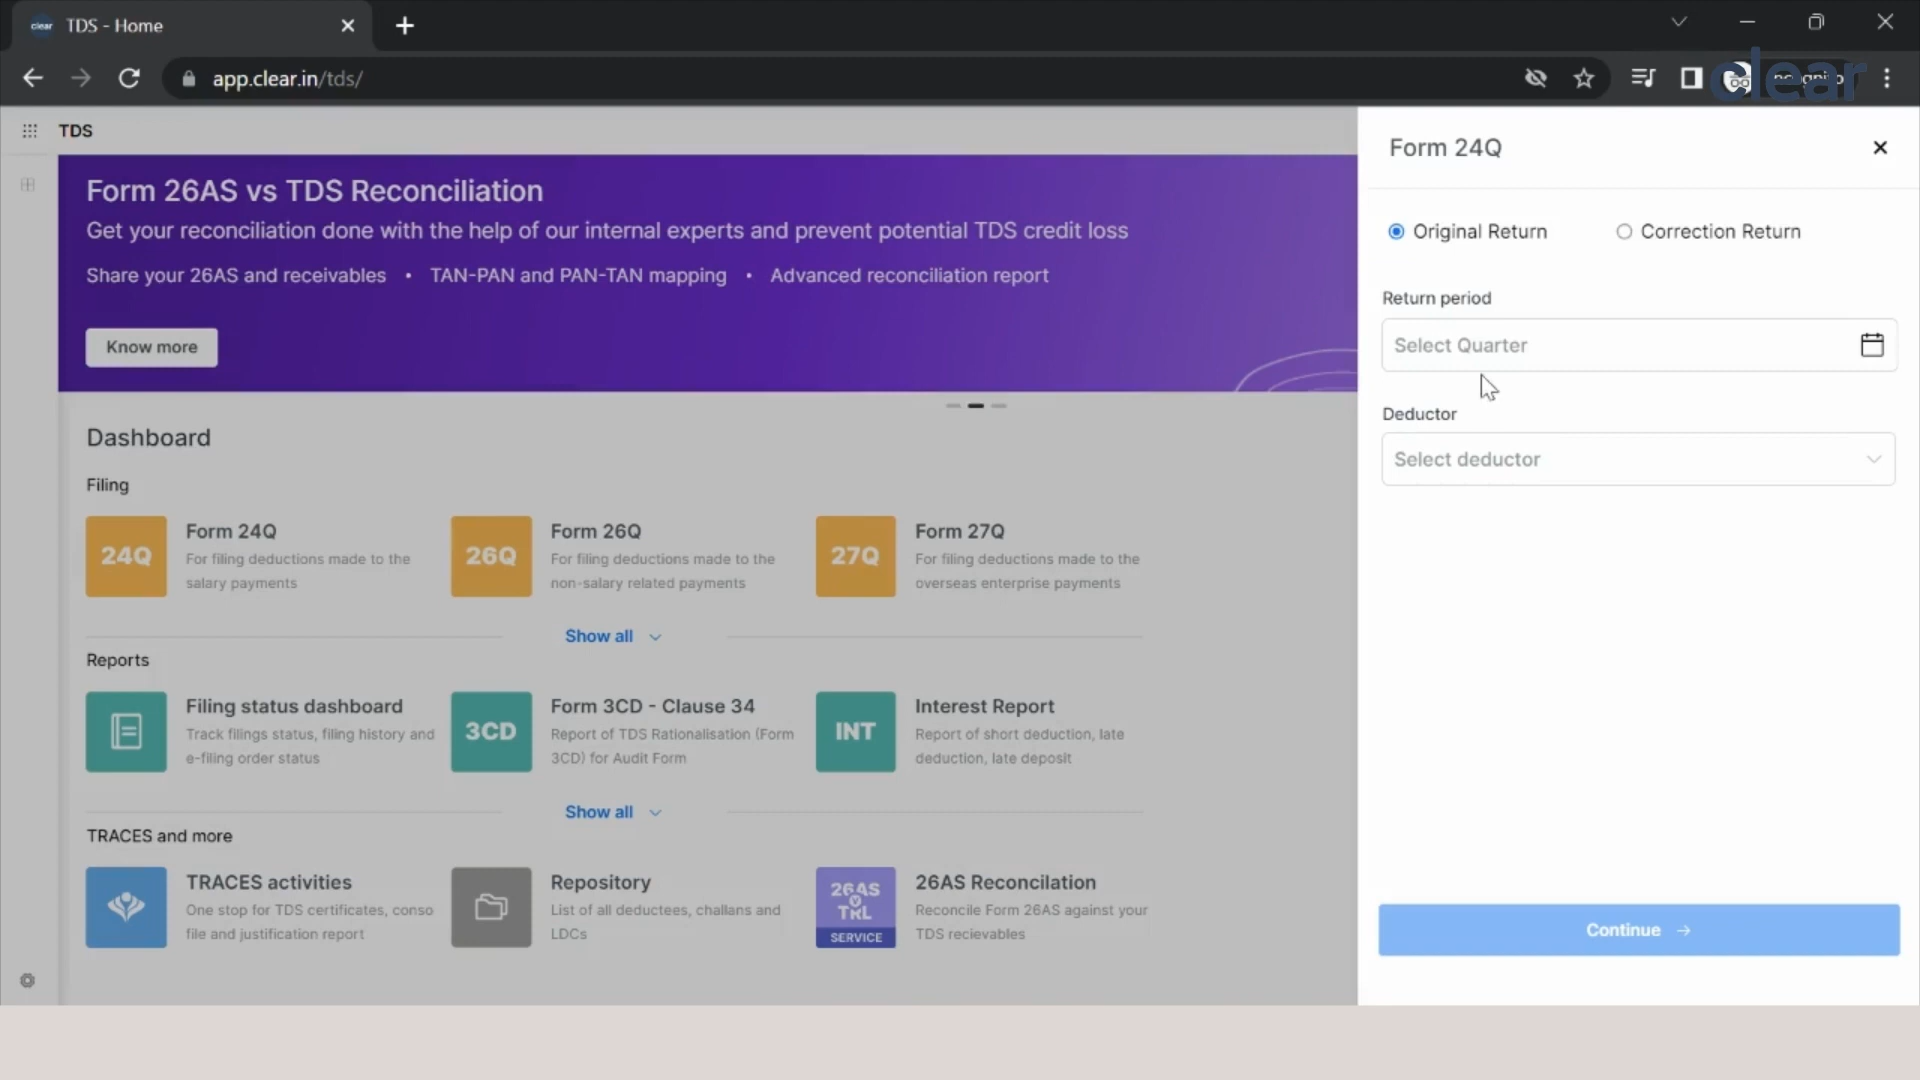 clear TDS - Home
app.clear.in/tds/
clear
TDS
Form 26AS vs TDS Reconciliation
Get your reconciliation done with the help of our internal experts and prevent potential TDS credit loss
Share your 26AS and receivables • TAN-PAN and PAN-TAN mapping • Advanced reconciliation report
Know more
Dashboard
Filing
24Q
Form 24Q
For filing deductions made to the
salary payments
26Q
Form 26Q
For filing deductions made to the
non-salary related payments
27Q
Form 27Q
For filing deductions made to the
overseas enterprise payments
Show all
Reports
Filing status dashboard
Track filings status, filing history and
e-filing order status
3CD
Form 3CD - Clause 34
Report of TDS Rationalisation (Form
3CD) for Audit Form
INT
Interest Report
Report of short deduction, late
deduction, late deposit
Show all
TRACES and more
TRACES activities
One stop for TDS certificates, conso
file and justification report
Repository
List of all deductees, challans and
LDCs
26AS
V
TRL
SERVICE
26AS Reconcilation
Reconcile Form 26AS against your
TDS recievables
Form 24Q
Original Return
Correction Return
Return period
Select Quarter
Deductor
Select deductor
Continue →